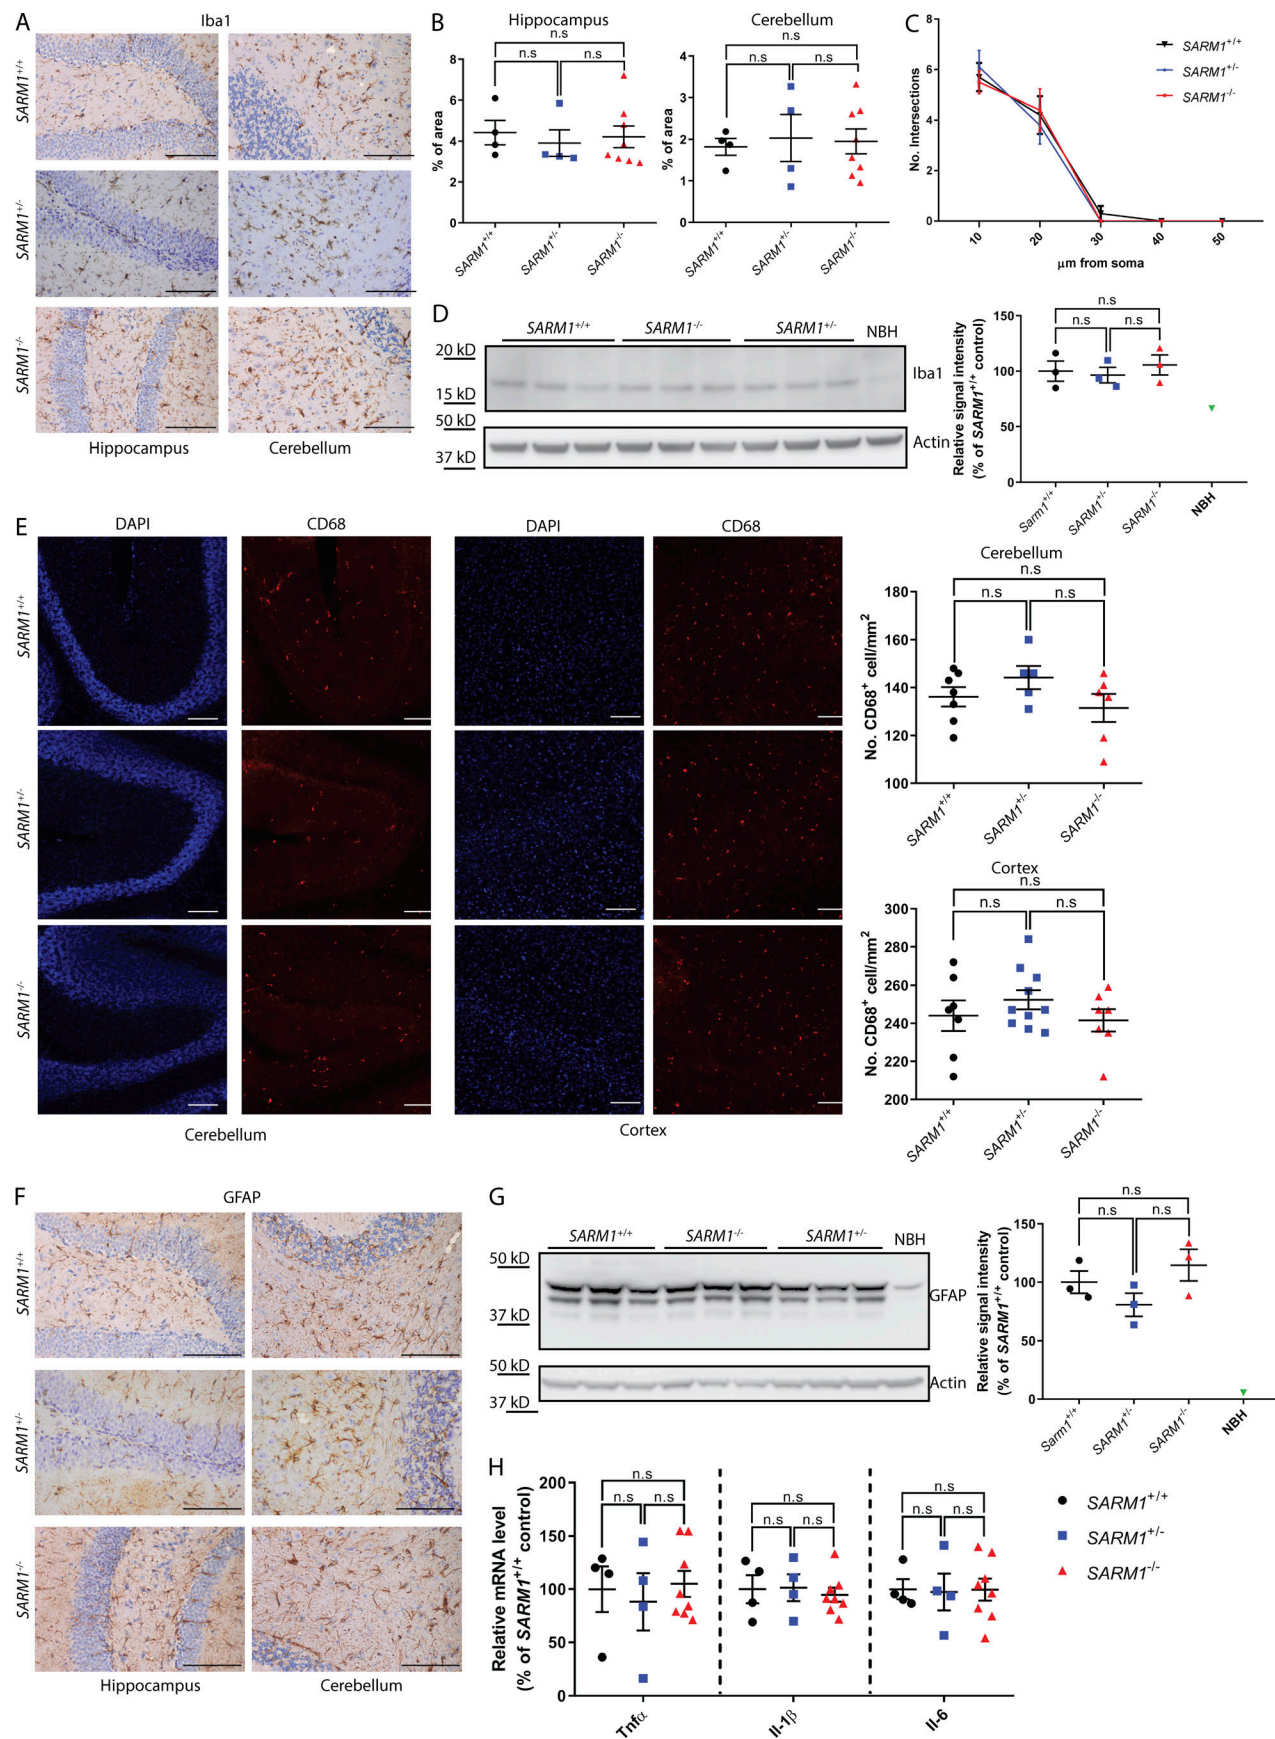 A
Iba1
SARM1+/+
SARM1+/-
SARM1-/-
Hippocampus
Cerebellum
B
Hippocampus
n.s
n.s
n.s
% of area
8
6
4
2
0
SARM1+/+
SARM1+/-
SARM1-/-
Cerebellum
n.s
n.s
n.s
% of area
4
3
2
1
0
SARM1+/+
SARM1+/-
SARM1-/-
C
No. Intersections
8
6
4
2
0
10
20
30
40
50
μm from soma
SARM1+/+
SARM1+/-
SARM1-/-
D
SARM1+/+
SARM1-/-
SARM1+/-
NBH
20 kD
15 kD
50 kD
37 kD
Iba1
Actin
Relative signal intensity
(% of SARM1+/+ control)
150
100
50
0
n.s
n.s
n.s
Sarm1+/+
SARM1+/-
SARM1-/-
NBH
E
DAPI
CD68
DAPI
CD68
SARM1+/+
SARM1+/-
SARM1-/-
Cerebellum
Cortex
Cerebellum
n.s
n.s
n.s
No. CD68+ cell/mm2
180
160
140
120
100
SARM1+/+
SARM1+/-
SARM1-/-
Cortex
n.s
n.s
n.s
No. CD68+ cell/mm2
300
280
260
240
220
200
SARM1+/+
SARM1+/-
SARM1-/-
F
GFAP
SARM1+/+
SARM1+/-
SARM1-/-
Hippocampus
Cerebellum
G
SARM1+/+
SARM1-/-
SARM1+/-
NBH
50 kD
37 kD
50 kD
37 kD
GFAP
Actin
Relative signal intensity
(% of SARM1+/+ control)
150
100
50
0
n.s
n.s
n.s
Sarm1+/+
SARM1+/-
SARM1-/-
NBH
H
Relative mRNA level
(% of SARM1+/+ control)
200
150
100
50
0
n.s
n.s
n.s
n.s
n.s
n.s
n.s
n.s
n.s
Tnfα
Il-1β
Il-6
SARM1+/+
SARM1+/-
SARM1-/-